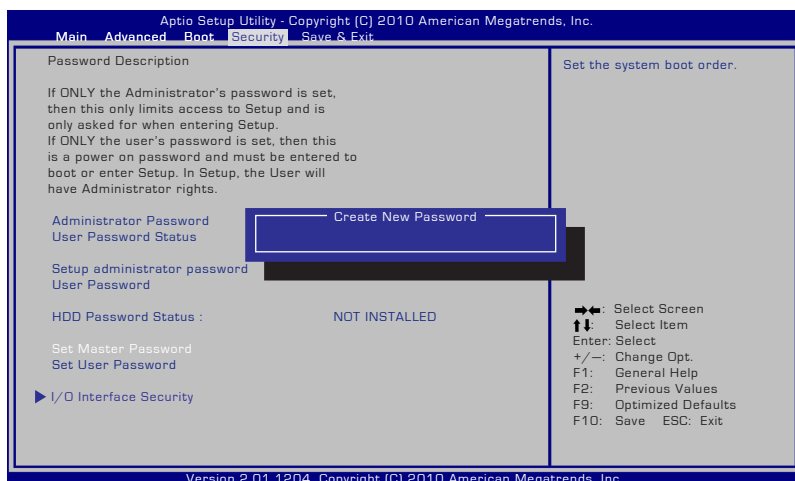 Aptio Setup Utility - Copyright (C) 2010 American Megatrends, Inc.
Main Advanced Boot Security Save & Exit
Password Description
If ONLY the Administrator's password is set,
then this only limits access to Setup and is
only asked for when entering Setup.
If ONLY the user's password is set, then this
is a power on password and must be entered to
boot or enter Setup. In Setup, the User will
have Administrator rights.
Administrator Password
User Password Status
Create New Password
Setup administrator password
User Password
HDD Password Status : NOT INSTALLED
Set Master Password
Set User Password
I/O Interface Security
Set the system boot order.
→←: Select Screen
↑↓: Select Item
Enter: Select
+/—: Change Opt.
F1: General Help
F2: Previous Values
F9: Optimized Defaults
F10: Save ESC: Exit
Version 2.01.1204. Copyright (C) 2010 American Megatrends, Inc.